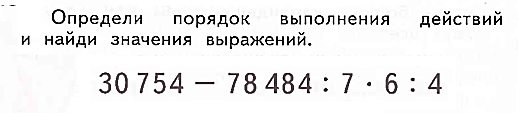 Определи порядок выполнения действий
и найди значения выражений.
30 754 − 78 484 : 7 · 6 : 4